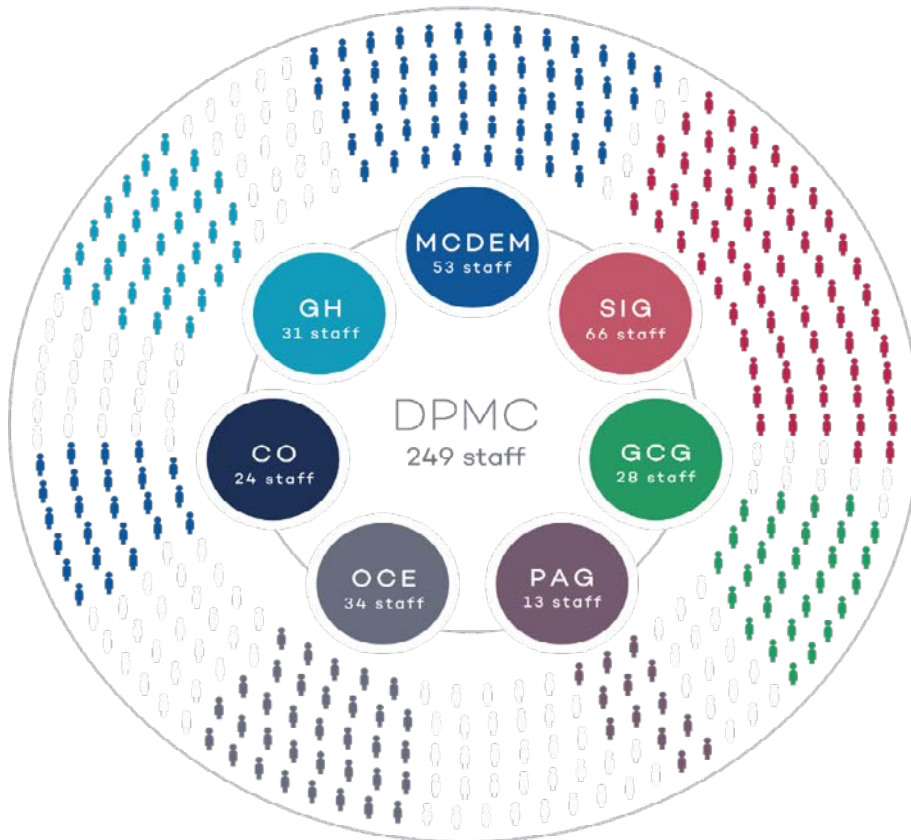 MCDEM
53 staff
GH
31 staff
SIG
66 staff
DPMC
249 staff
CO
24 staff
GCG
28 staff
OCE
34 staff
PAG
13 staff